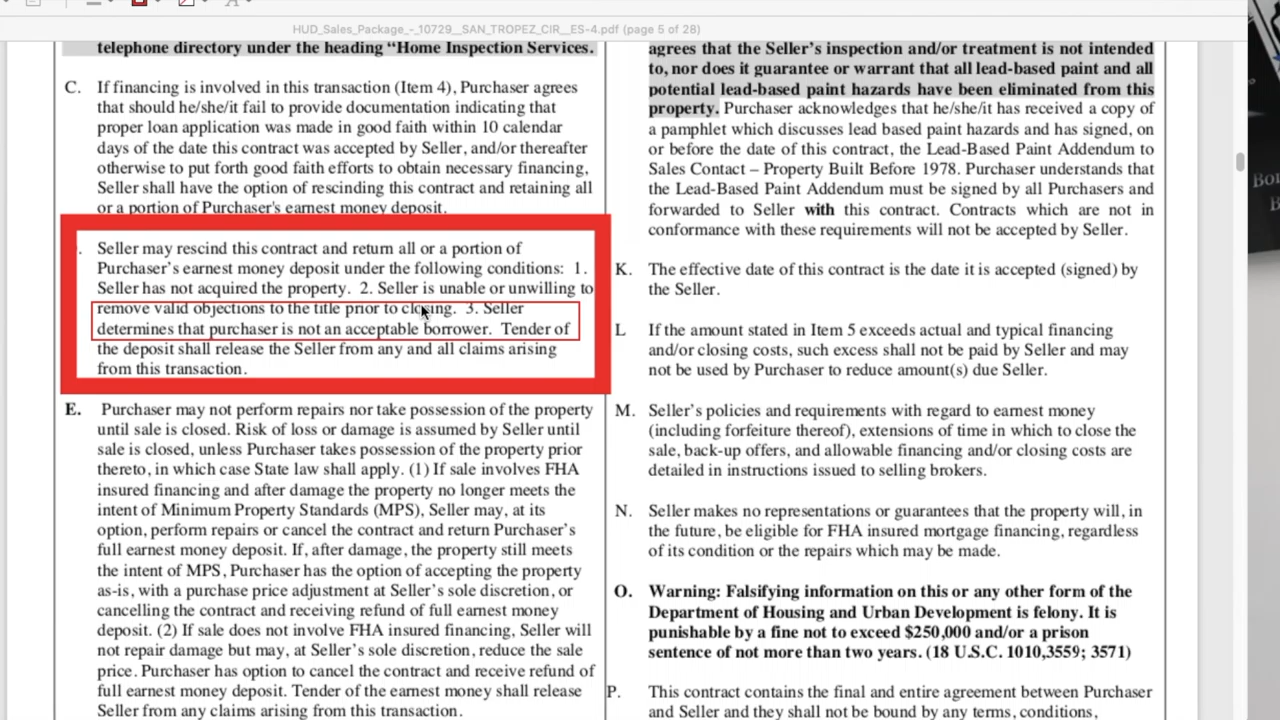 HUD_Sales_Package_-_10729__SAN_TROPEZ_CIR__ES-4.pdf (page 5 of 28)
telephone directory under the heading “Home Inspection Services.
C. If financing is involved in this transaction (Item 4), Purchaser agrees
that should he/she/it fail to provide documentation indicating that
proper loan application was made in good faith within 10 calendar
days of the date this contract was accepted by Seller, and/or thereafter
otherwise to put forth good faith efforts to obtain necessary financing,
Seller shall have the option of rescinding this contract and retaining all
or a portion of Purchaser's earnest money deposit.
. Seller may rescind this contract and return all or a portion of
Purchaser’s earnest money deposit under the following conditions: 1.
Seller has not acquired the property. 2. Seller is unable or unwilling to
remove valid objections to the title prior to closing. 3. Seller
determines that purchaser is not an acceptable borrower. Tender of
the deposit shall release the Seller from any and all claims arising
from this transaction.
E. Purchaser may not perform repairs nor take possession of the property
until sale is closed. Risk of loss or damage is assumed by Seller until
sale is closed, unless Purchaser takes possession of the property prior
thereto, in which case State law shall apply. (1) If sale involves FHA
insured financing and after damage the property no longer meets the
intent of Minimum Property Standards (MPS), Seller may, at its
option, perform repairs or cancel the contract and return Purchaser’s
full earnest money deposit. If, after damage, the property still meets
the intent of MPS, Purchaser has the option of accepting the property
as-is, with a purchase price adjustment at Seller’s sole discretion, or
cancelling the contract and receiving refund of full earnest money
deposit. (2) If sale does not involve FHA insured financing, Seller will
not repair damage but may, at Seller’s sole discretion, reduce the sale
price. Purchaser has option to cancel the contract and receive refund of
full earnest money deposit. Tender of the earnest money shall release
Seller from any claims arising from this transaction.
agrees that the Seller’s inspection and/or treatment is not intended
to, nor does it guarantee or warrant that all lead-based paint and all
potential lead-based paint hazards have been eliminated from this
property. Purchaser acknowledges that he/she/it has received a copy of
a pamphlet which discusses lead based paint hazards and has signed, on
or before the date of this contract, the Lead-Based Paint Addendum to
Sales Contact – Property Built Before 1978. Purchaser understands that
the Lead-Based Paint Addendum must be signed by all Purchasers and
forwarded to Seller with this contract. Contracts which are not in
conformance with these requirements will not be accepted by Seller.
K. The effective date of this contract is the date it is accepted (signed) by
the Seller.
L If the amount stated in Item 5 exceeds actual and typical financing
and/or closing costs, such excess shall not be paid by Seller and may
not be used by Purchaser to reduce amount(s) due Seller.
M. Seller’s policies and requirements with regard to earnest money
(including forfeiture thereof), extensions of time in which to close the
sale, back-up offers, and allowable financing and/or closing costs are
detailed in instructions issued to selling brokers.
N. Seller makes no representations or guarantees that the property will, in
the future, be eligible for FHA insured mortgage financing, regardless
of its condition or the repairs which may be made.
O. Warning: Falsifying information on this or any other form of the
Department of Housing and Urban Development is felony. It is
punishable by a fine not to exceed $250,000 and/or a prison
sentence of not more than two years. (18 U.S.C. 1010,3559; 3571)
P. This contract contains the final and entire agreement between Purchaser
and Seller and they shall not be bound by any terms, conditions,